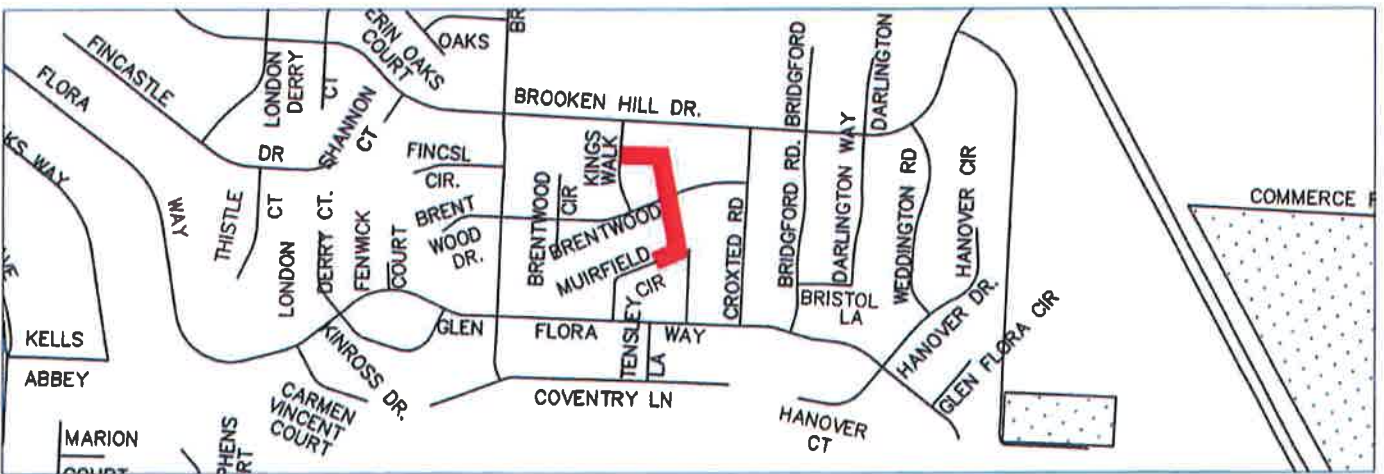 ERIN OAKS
COURT
OAKS
BR
FINCASTLE
FLORA
LONDON
DERRY
CT
BROOKEN HILL DR.
BRIDGFORD
DARLINGTON
KS WAY
DR
SHANNON
CT
FINCSL
CIR.
KINGS
WALK
WAY
THISTLE
CT
LONDON
DERRY CT.
FENWICK
COURT
BRENT
WOOD
DR.
BRENTWOOD
CIR
BRENTWOOD
MUIRFIELD
CIR
CROXTED RD
BRIDGFORD RD.
DARLINGTON WAY
WEDDINGTON RD
HANOVER CIR
COMMERCE
BRISTOL
LA
KELLS
ABBEY
GLEN
FLORA
WAY
TENSLEY
LA
HANOVER DR.
GLEN FLORA CIR
KINROSS DR.
CARMEN
VINCENT
COURT
COVENTRY LN
HANOVER
CT
MARION
COURT
PHENS
RT